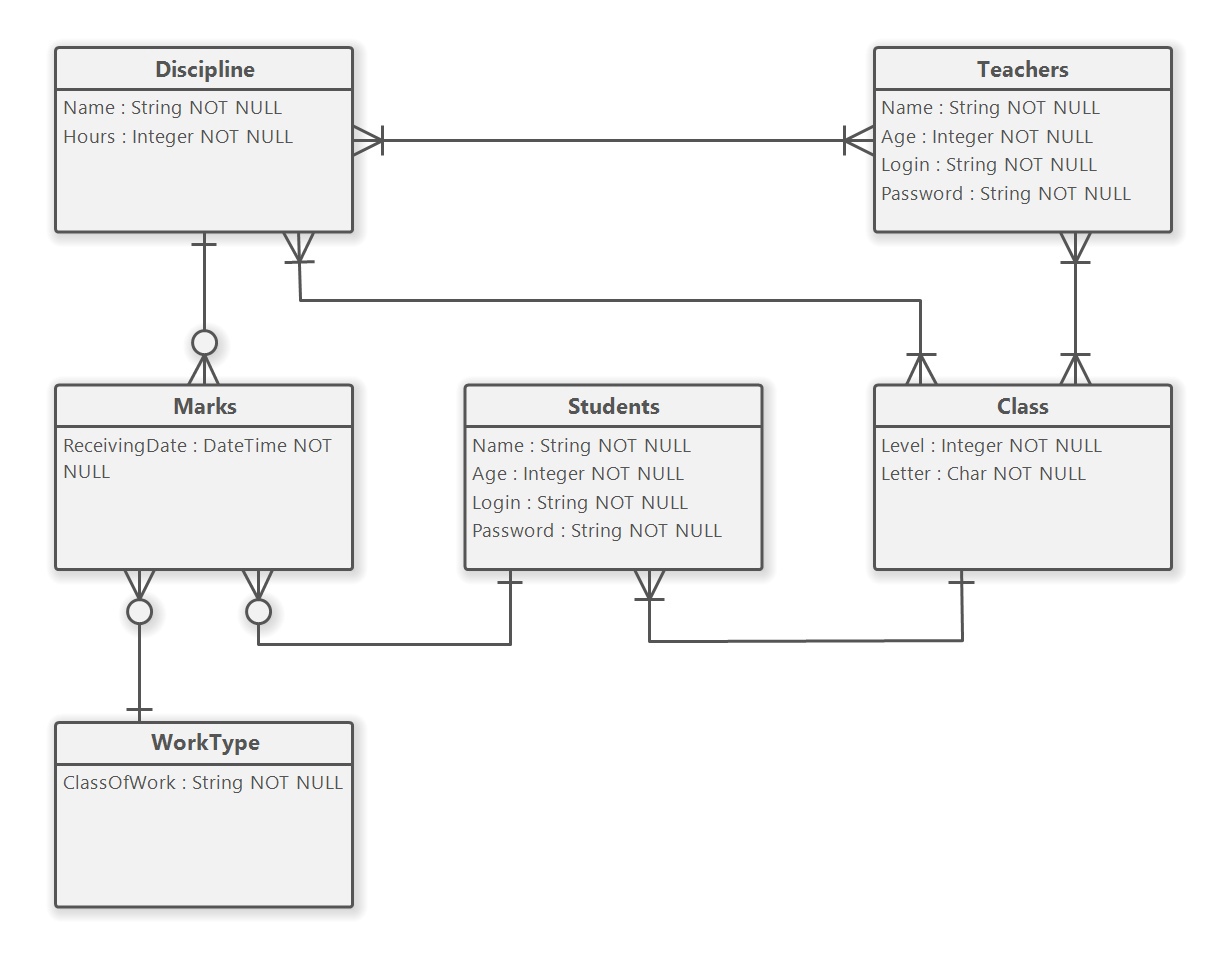 Discipline
Name : String NOT NULL
Hours : Integer NOT NULL
Teachers
Name : String NOT NULL
Age : Integer NOT NULL
Login : String NOT NULL
Password : String NOT NULL
Marks
ReceivingDate : DateTime NOT
NULL
Students
Name : String NOT NULL
Age : Integer NOT NULL
Login : String NOT NULL
Password : String NOT NULL
Class
Level : Integer NOT NULL
Letter : Char NOT NULL
WorkType
ClassOfWork : String NOT NULL